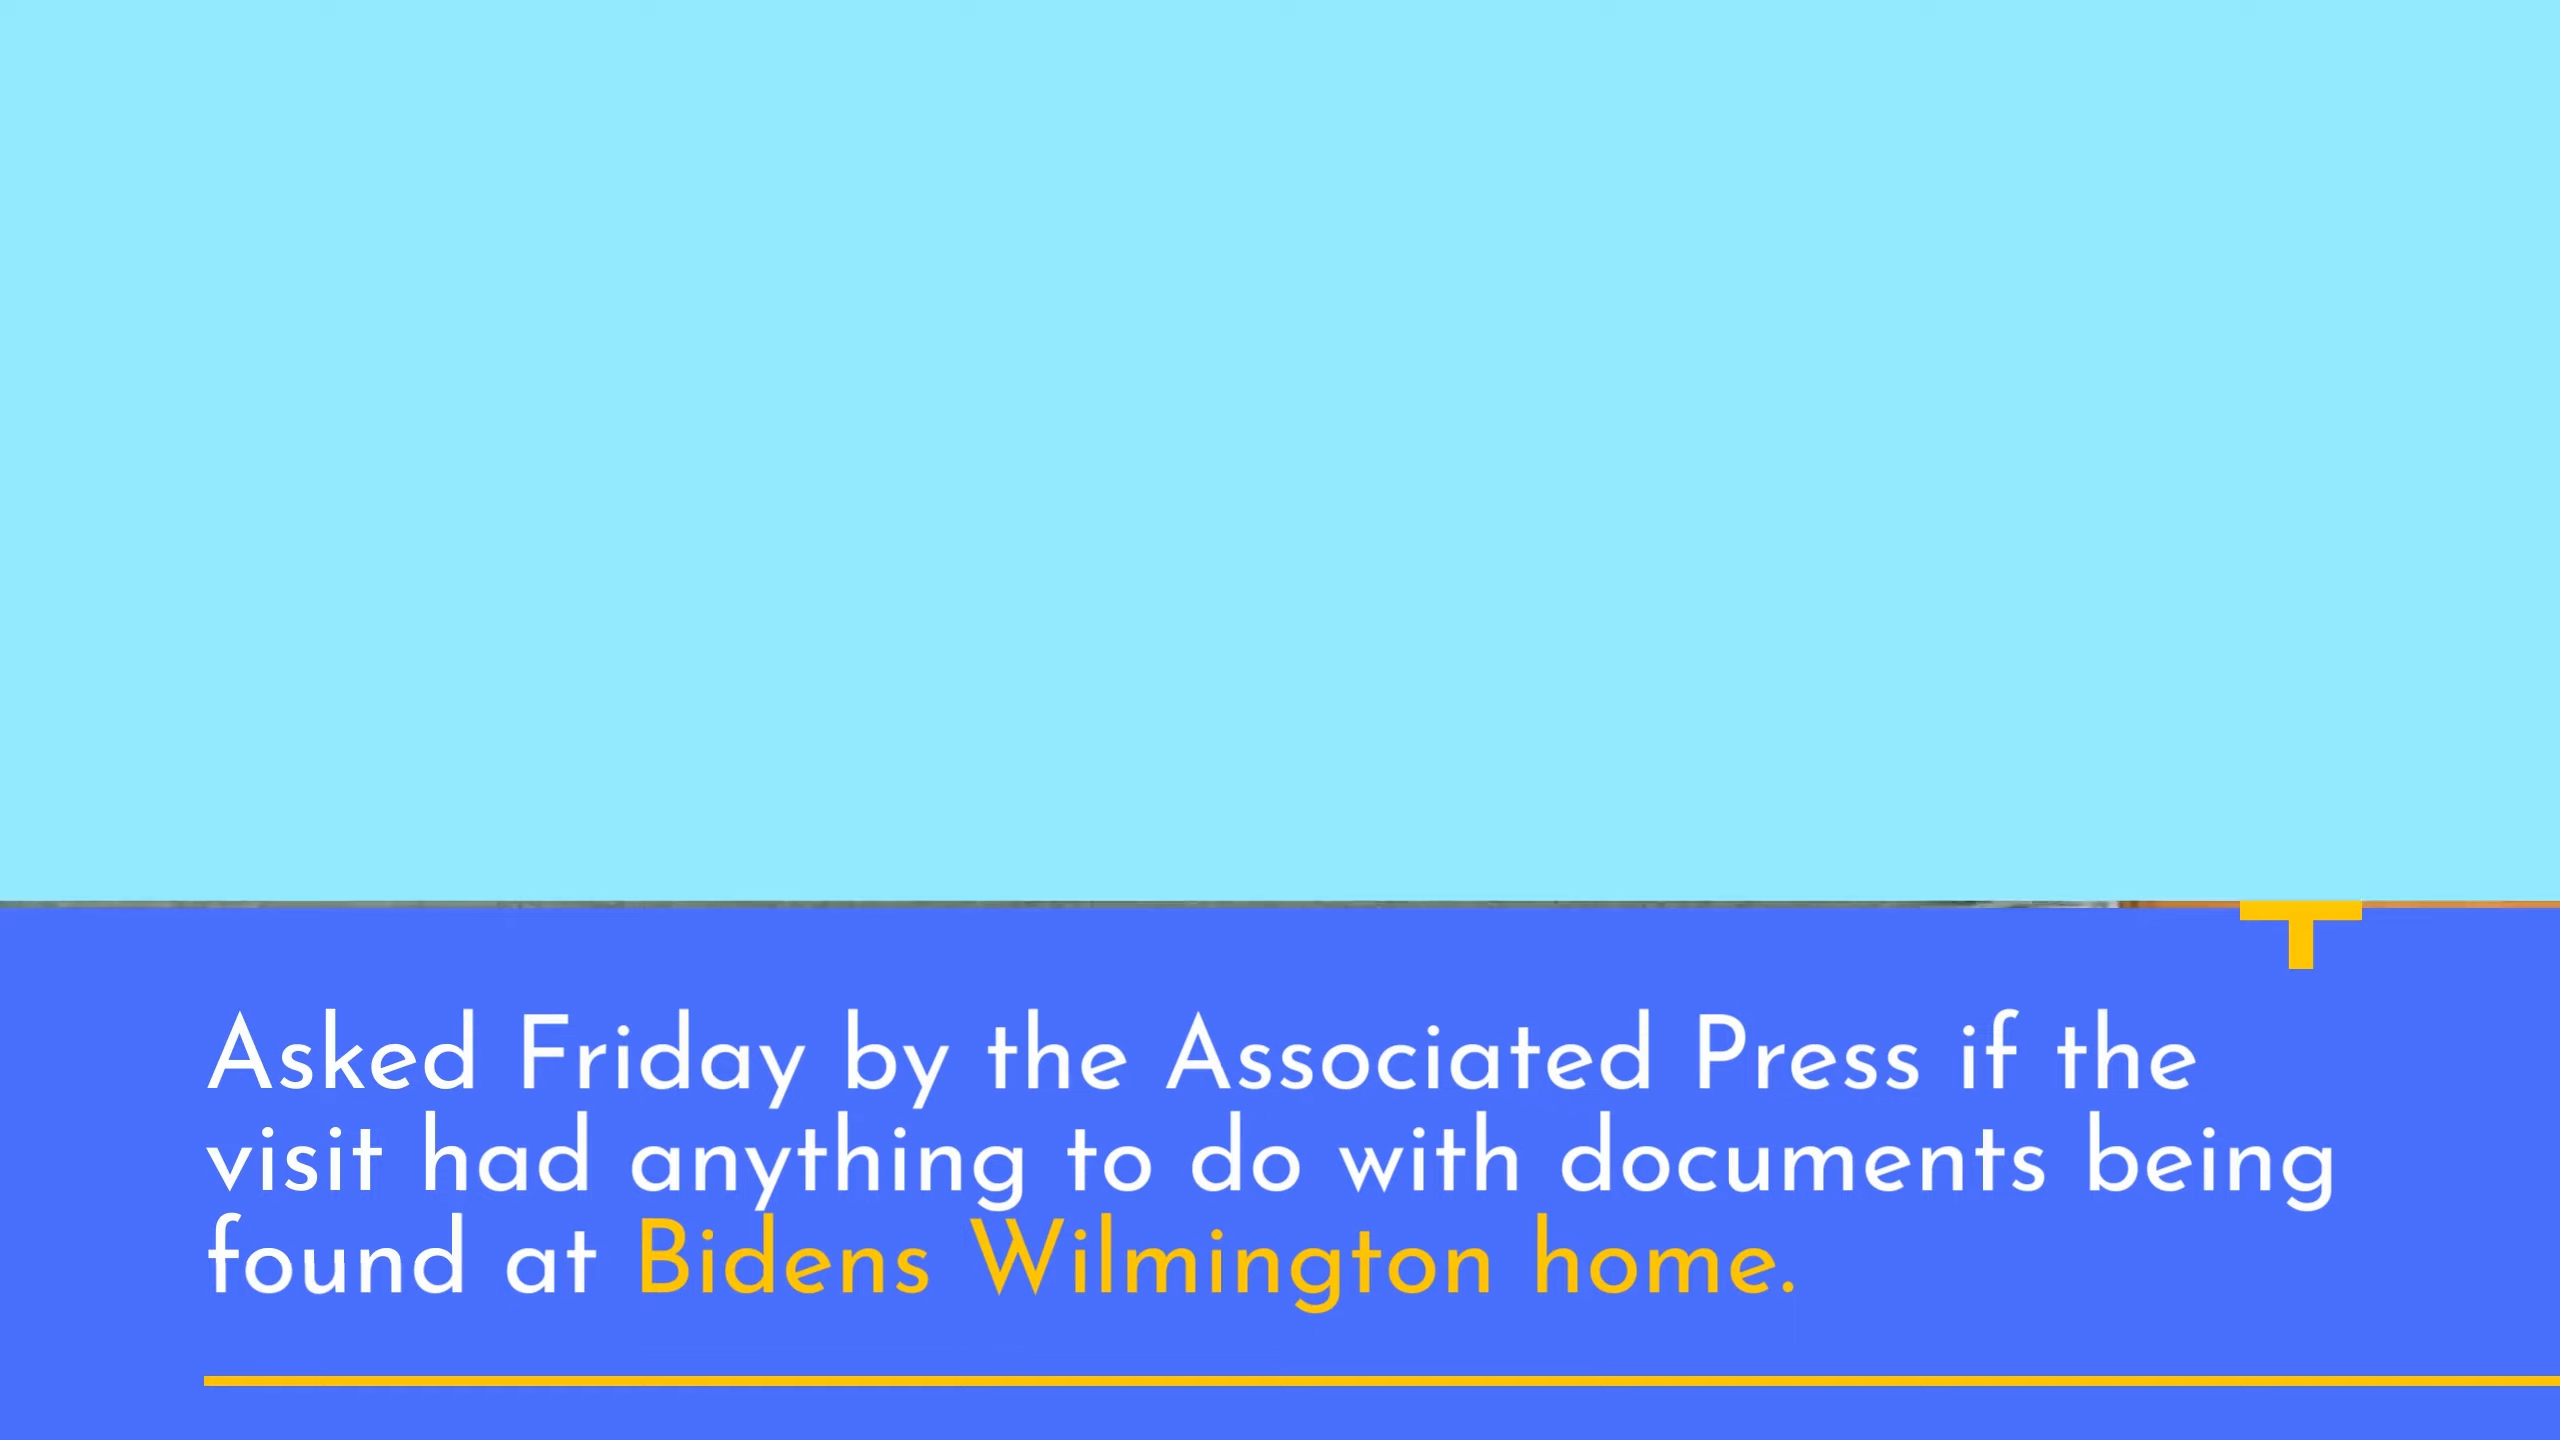 Asked Friday by the Associated Press if the
visit had anything to do with documents being
found at Bidens Wilmington home.